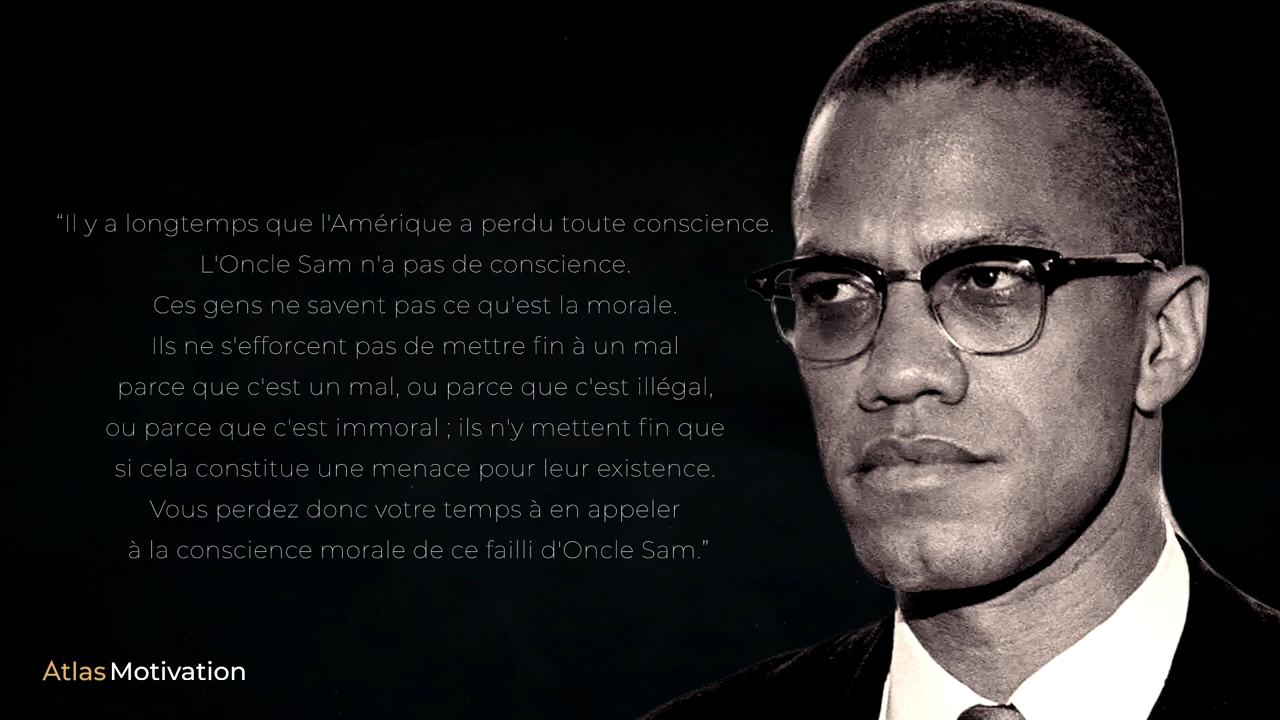 “Il y a longtemps que l'Amérique a perdu toute conscience.
L'Oncle Sam n'a pas de conscience.
Ces gens ne savent pas ce qu'est la morale.
Ils ne s'efforcent pas de mettre fin à un mal
parce que c'est un mal, ou parce que c'est illégal,
ou parce que c'est immoral ; ils n'y mettent fin que
si cela constitue une menace pour leur existence.
Vous perdez donc votre temps à en appeler
à la conscience morale de ce failli d'Oncle Sam.”
Atlas Motivation